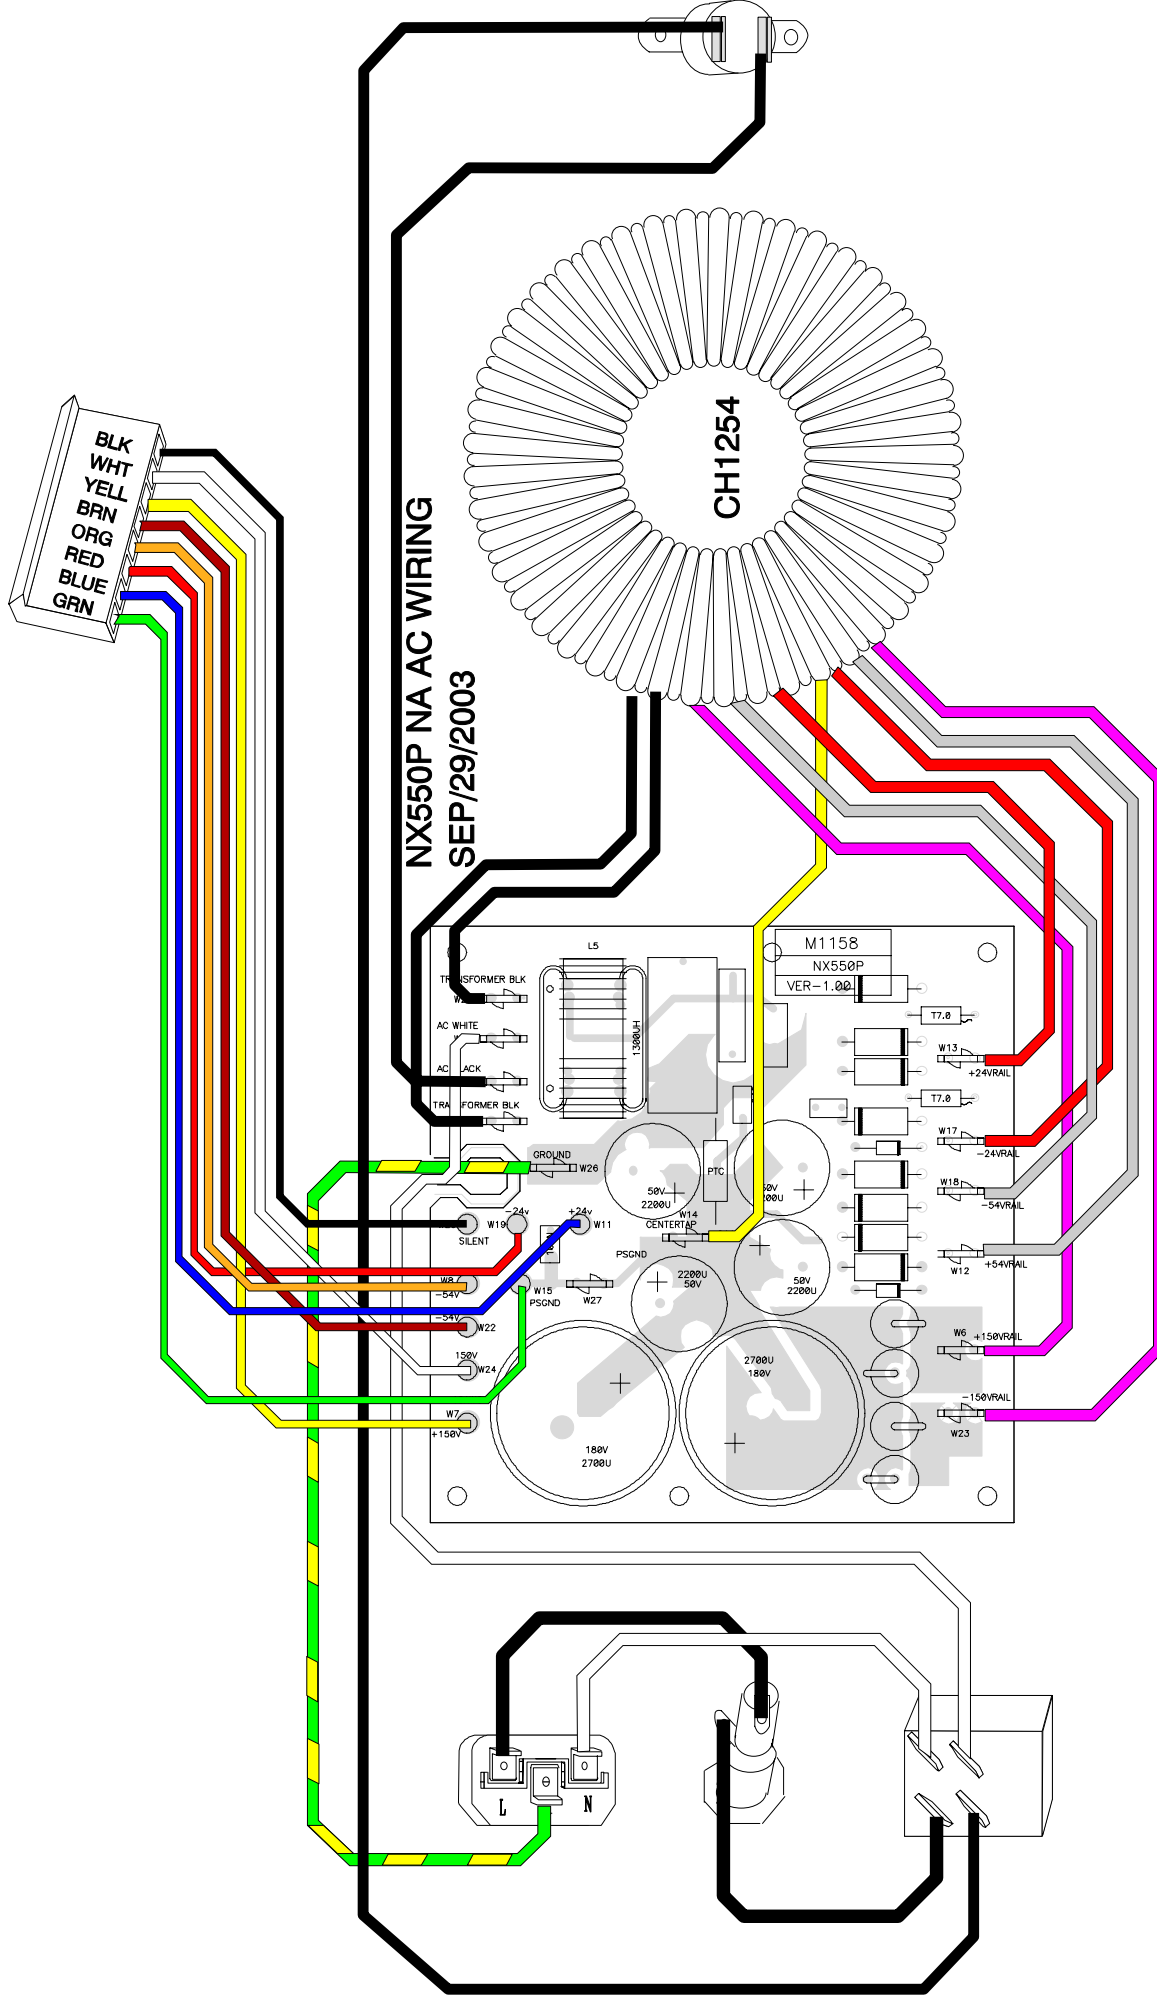 BLK
WHT
YELL
BRN
ORG
RED
BLUE
GRN
CH1254
NX550P NA AC WIRING
SEP/29/2003
M1158
NX550P
VER-1.00
L5
1300UH
BLK
AC WHITE
TRANSFORMER BLK
T7.0
W13
+24VRAIL
T7.0
W17
-24VRAIL
W18
-54VRAIL
W12
+54VRAIL
W6
+150VRAIL
-150VRAIL
W23
GROUND
W26
PTC
50V
2200U
W14
CENTERTAP
PSGND
-24v
W19
+24v
W11
SILENT
W8
-54V
W15
PSGND
W27
2200U
50V
50V
2200U
-54V
W22
150V
W24
W7
+150V
2700U
180V
180V
2700U
L
N